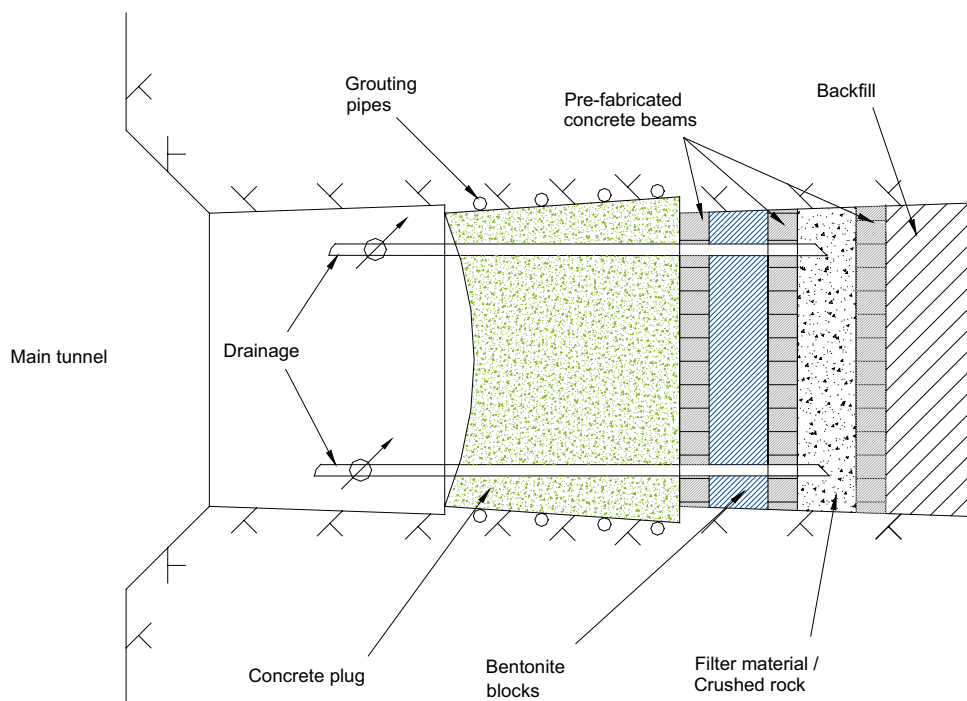 Grouting
pipes
Pre-fabricated
concrete beams
Backfill
Main tunnel
Drainage
Concrete plug
Bentonite
blocks
Filter material /
Crushed rock